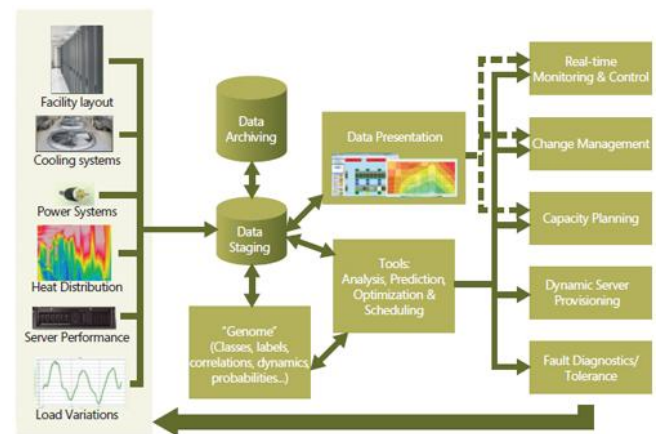 Facility layout
Cooling systems
Power Systems
Heat Distribution
Server Performance
Load Variations
Data
Archiving
Data
Staging
"Genome"
(Classes, labels,
correlations, dynamics,
probabilities...)
Data Presentation
Tools:
Analysis, Prediction,
Optimization &
Scheduling
Real-time
Monitoring & Control
Change Management
Capacity Planning
Dynamic Server
Provisioning
Fault Diagnostics/
Tolerance